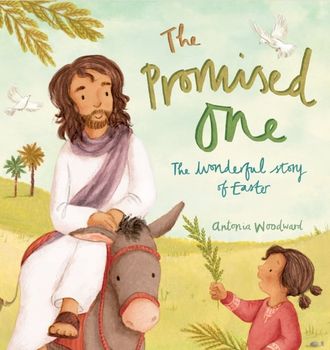 The
Promised
One
The Wonderful story
of Easter
Antonia Woodward